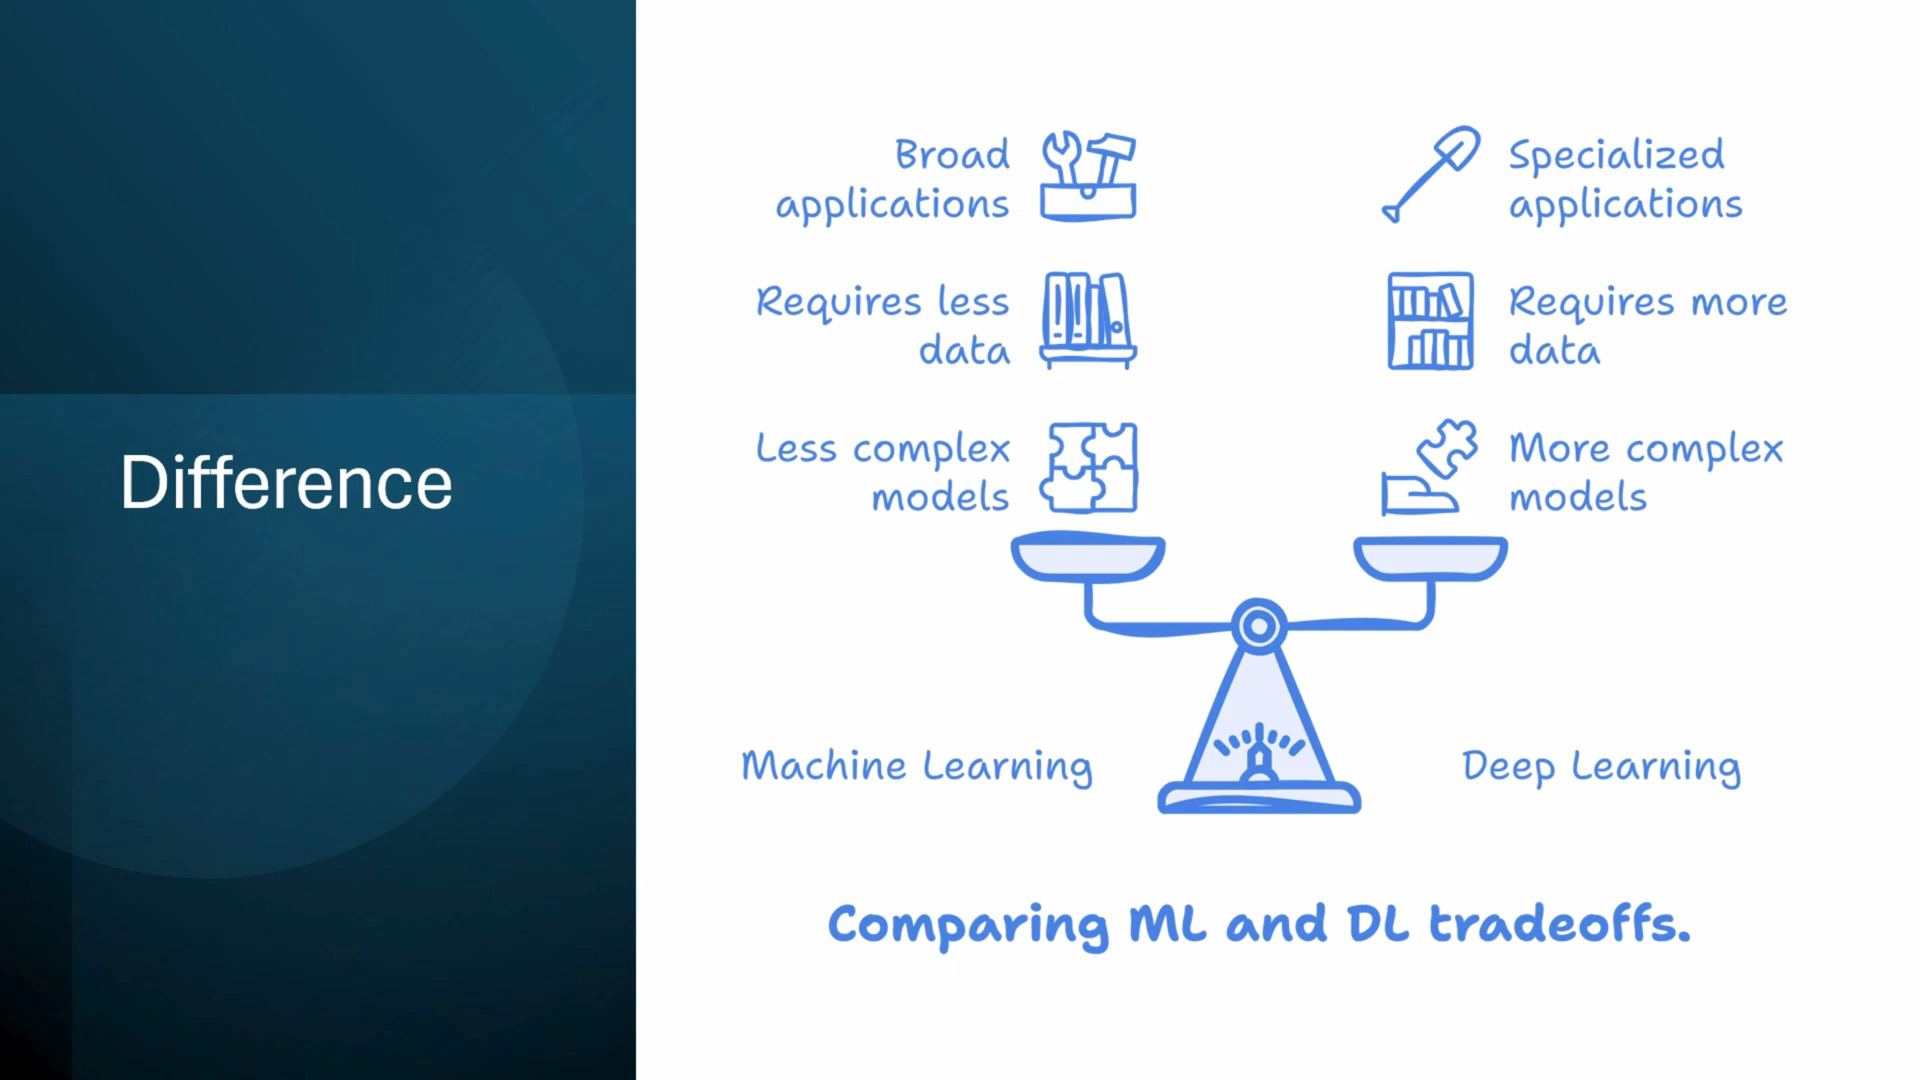 Difference
Broad
applications
Requires less
data
Less complex
models
Specialized
applications
Requires more
data
More complex
models
Machine Learning
Deep Learning
Comparing ML and DL tradeoffs.